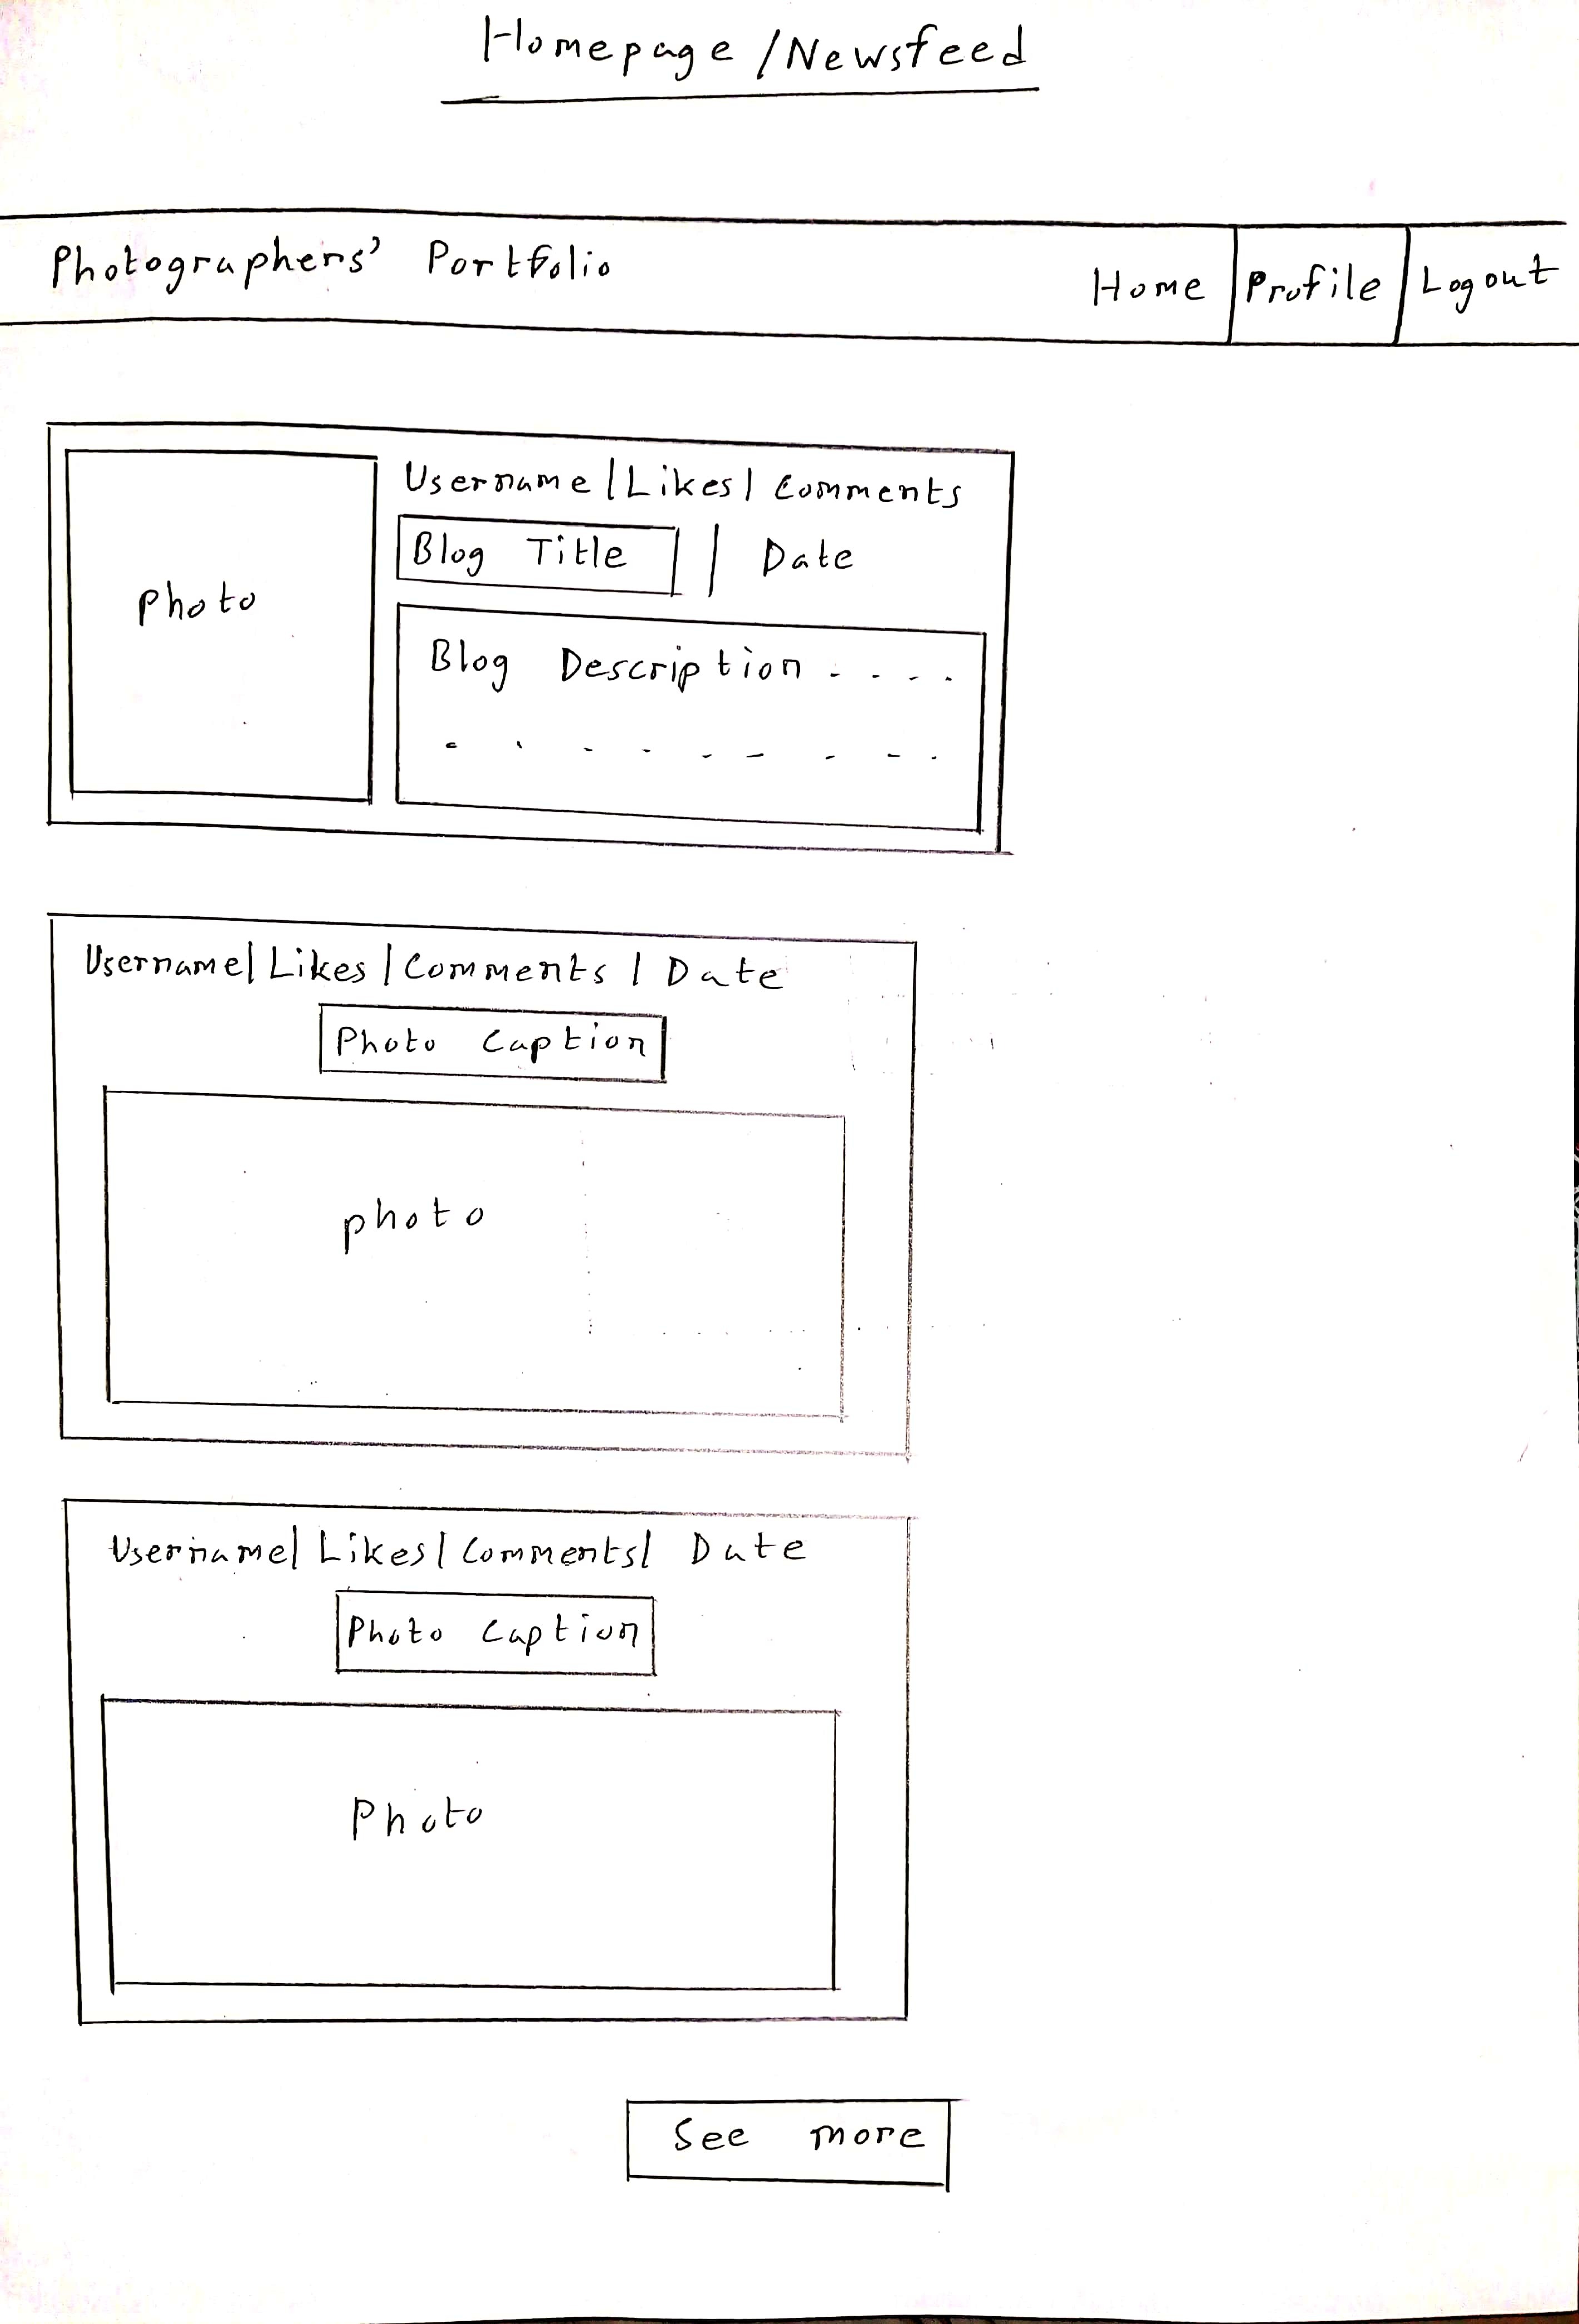 Homepage /Newsfeed
Photographers' Portfolio
Home | Profile | Logout
Username | Likes | Comments
Blog Title | Date
Photo
Blog Description - - - -
- - - - - - - - -
Username | Likes | Comments | Date
Photo Caption
photo
Username | Likes | Comments | Date
Photo Caption
Photo
See more